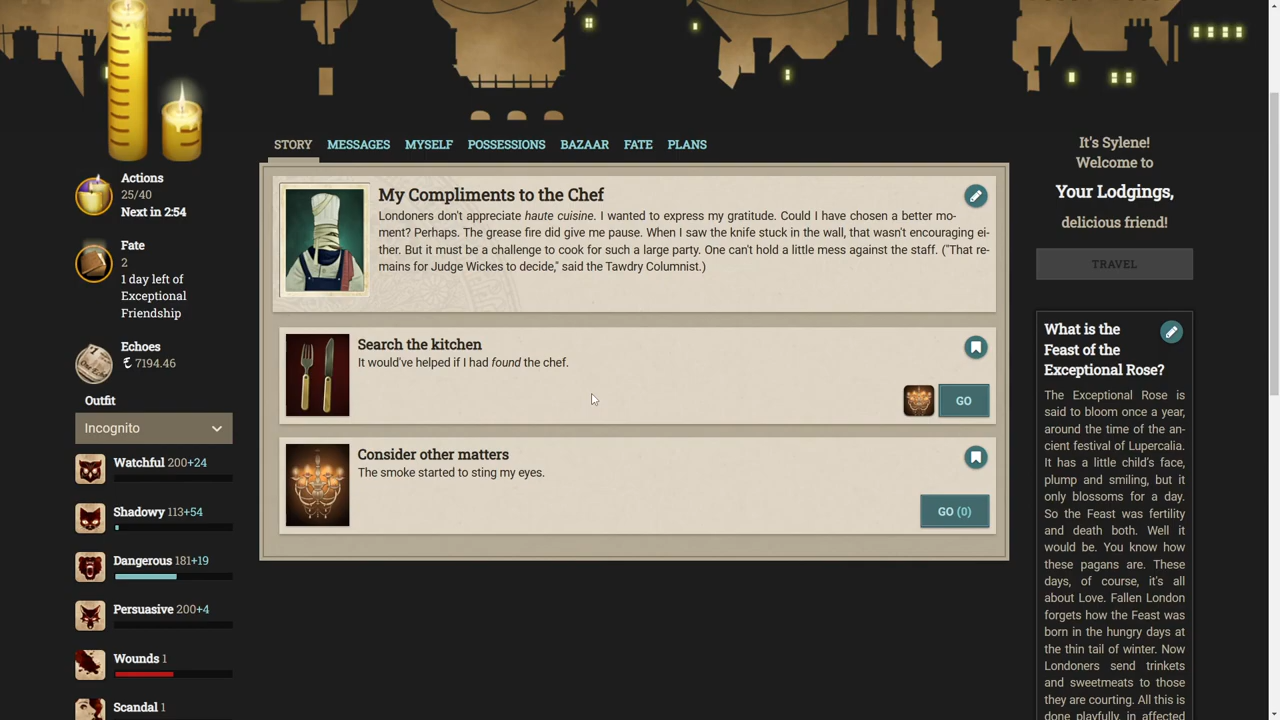 STORY MESSAGES MYSELF POSSESSIONS BAZAAR FATE PLANS
Actions
25/40
Next in 2:54
Fate
2
1 day left of
Exceptional
Friendship
Echoes
7194.46
Outfit
Incognito
Watchful 200+24
Shadowy 113+54
Dangerous 181+19
Persuasive 200+4
Wounds 1
Scandal 1
My Compliments to the Chef
Londoners don't appreciate haute cuisine. I wanted to express my gratitude. Could I have chosen a better mo-
ment? Perhaps. The grease fire did give me pause. When I saw the knife stuck in the wall, that wasn't encouraging ei-
ther. But it must be a challenge to cook for such a large party. One can't hold a little mess against the staff. ("That re-
mains for Judge Wickes to decide," said the Tawdry Columnist.)
Search the kitchen
It would've helped if I had found the chef.
GO
Consider other matters
The smoke started to sting my eyes.
GO (0)
It's Sylene!
Welcome to
Your Lodgings,
delicious friend!
TRAVEL
What is the
Feast of the
Exceptional Rose?
The Exceptional Rose is
said to bloom once a year,
around the time of the an-
cient festival of Lupercalia.
It has a little child's face,
plump and smiling, but it
only blossoms for a day.
So the Feast was fertility
and death both. Well it
would be. You know how
these pagans are. These
days, of course, it's all
about Love. Fallen London
forgets how the Feast was
born in the hungry days at
the thin tail of winter. Now
Londoners send trinkets
and sweetmeats to those
they are courting. All this is
done playfully, in affected